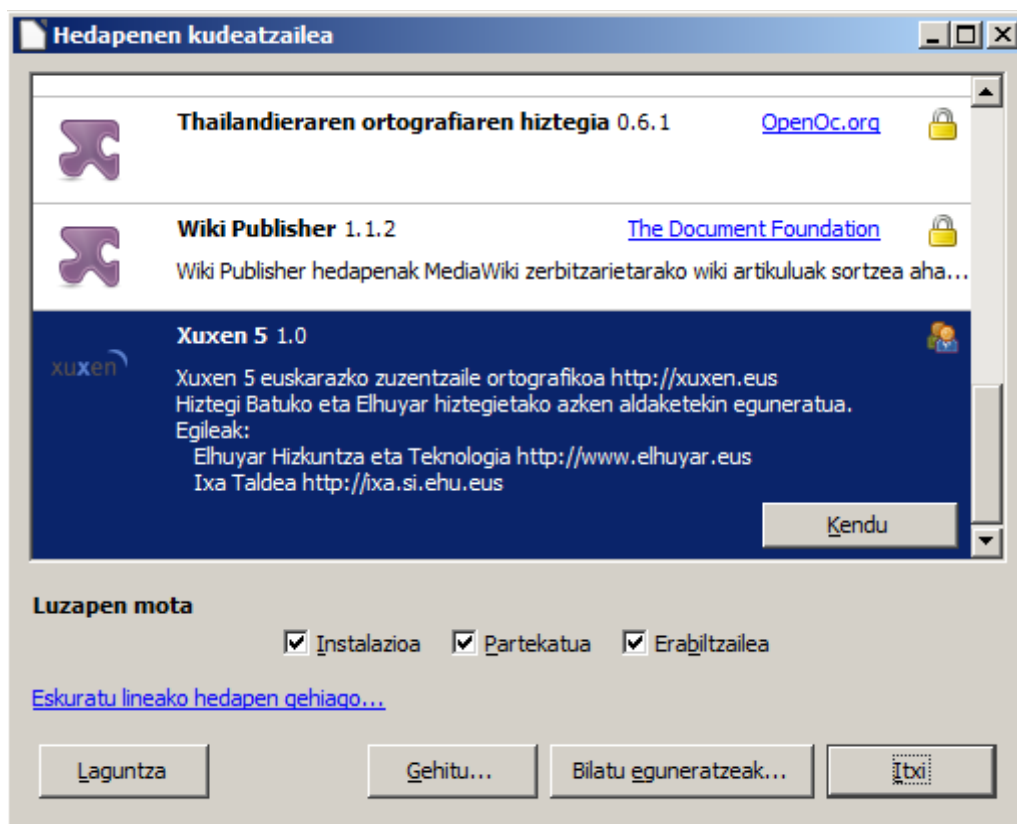 Hedapenen kudeatzailea
Thailandieraren ortografiaren hiztegia 0.6.1 OpenOc.org
Wiki Publisher 1.1.2 The Document Foundation
Wiki Publisher hedapenak MediaWiki zerbitzarietarako wiki artikuluak sortzea aha...
Xuxen 5 1.0
xuxen
Xuxen 5 euskarazko zuzentzaile ortografikoa http://xuxen.eus
Hiztegi Batuko eta Elhuyar hiztegietako azken aldaketekin eguneratua.
Egileak:
Elhuyar Hizkuntza eta Teknologia http://www.elhuyar.eus
Ixa Taldea http://ixa.si.ehu.eus
Kendu
Luzapen mota
Instalazioa Partekatua Erabiltzailea
Eskuratu lineako hedapen gehiago...
Laguntza Gehitu... Bilatu eguneratzeak... Itxi